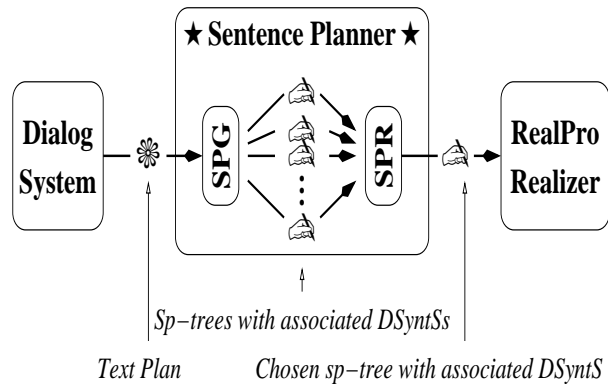 ★ Sentence Planner ★
Dialog
System
SPG
SPR
RealPro
Realizer
Sp-trees with associated DSyntSs
Text Plan
Chosen sp-tree with associated DSyntS